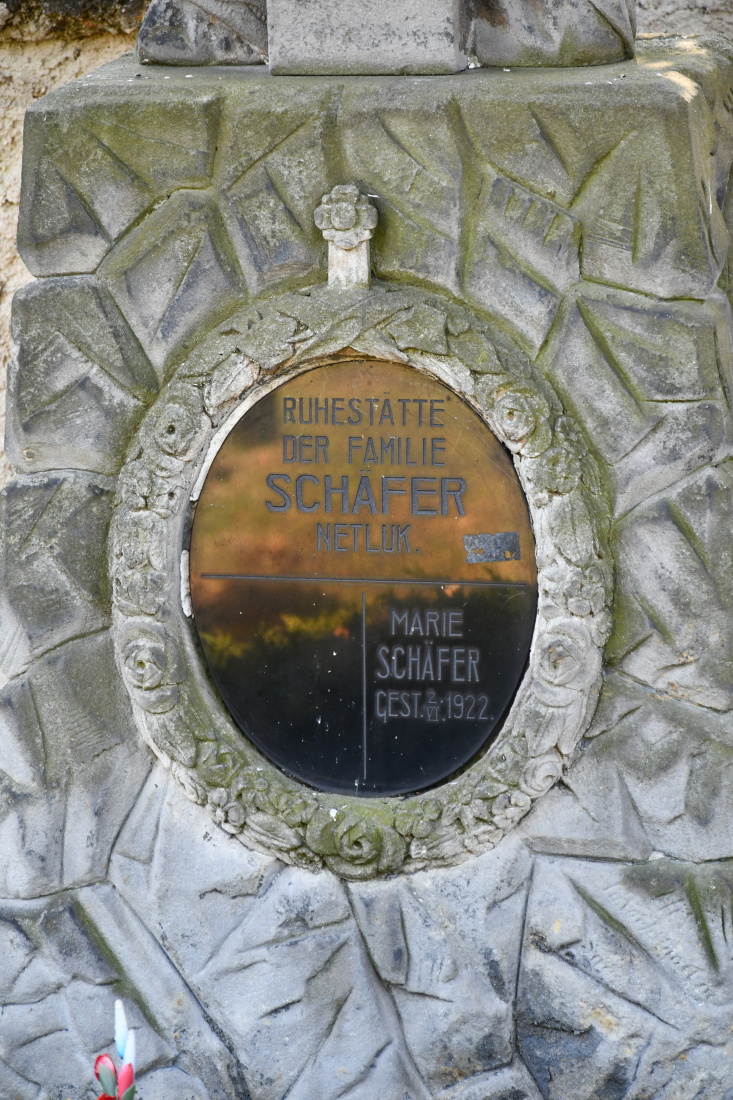 RUHESTÄTTE
DER FAMILIE
SCHÄFER
NETLUK.
MARIE
SCHÄFER
GEST. 2/VI. 1922.